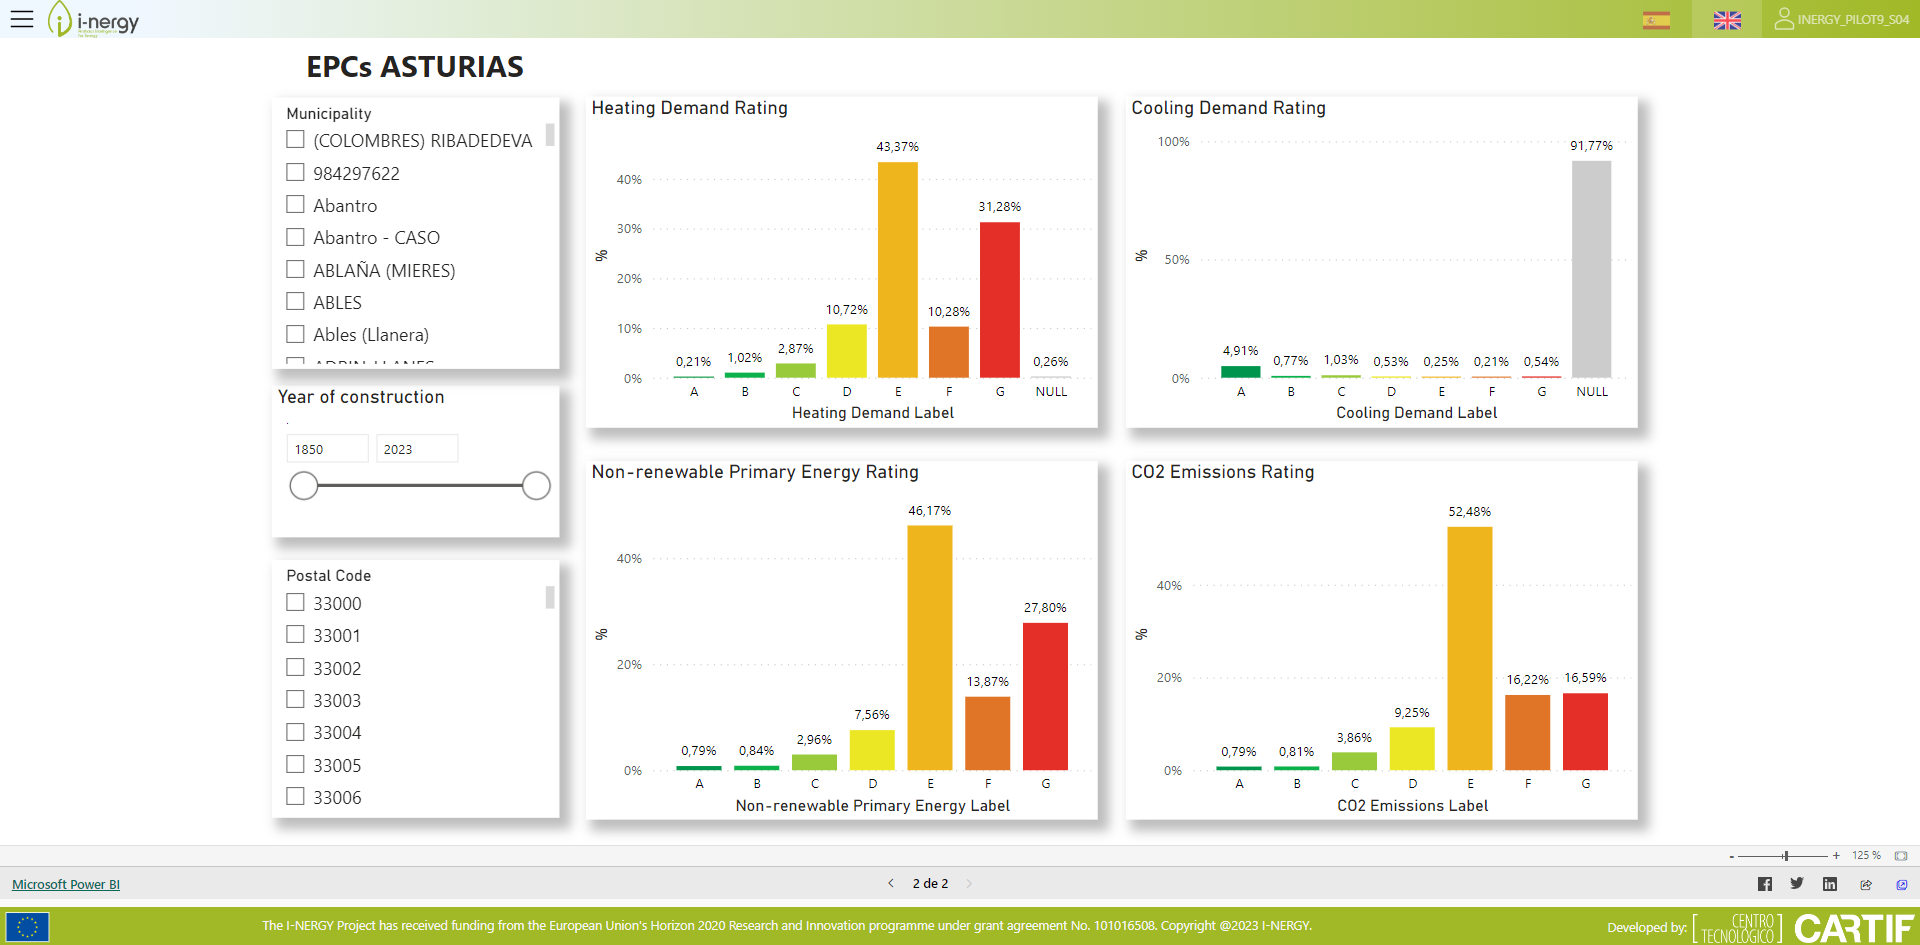 i-nergy
INERGY_PILOT9_S04
EPCs ASTURIAS
Municipality
(COLOMBRES) RIBADEDEVA
984297622
Abantro
Abantro - CASO
ABLAÑA (MIERES)
ABLES
Ables (Llanera)
Year of construction
1850
2023
Postal Code
33000
33001
33002
33003
33004
33005
33006
Heating Demand Rating
%
40%
30%
20%
10%
0%
0,21%
1,02%
2,87%
10,72%
43,37%
10,28%
31,28%
0,26%
A
B
C
D
E
F
G
NULL
Heating Demand Label
Cooling Demand Rating
%
100%
50%
0%
4,91%
0,77%
1,03%
0,53%
0,25%
0,21%
0,54%
91,77%
A
B
C
D
E
F
G
NULL
Cooling Demand Label
Non-renewable Primary Energy Rating
%
40%
20%
0%
0,79%
0,84%
2,96%
7,56%
46,17%
13,87%
27,80%
A
B
C
D
E
F
G
Non-renewable Primary Energy Label
CO2 Emissions Rating
%
40%
20%
0%
0,79%
0,81%
3,86%
9,25%
52,48%
16,22%
16,59%
A
B
C
D
E
F
G
CO2 Emissions Label
- + 125 %
Microsoft Power BI
2 de 2
The I-NERGY Project has received funding from the European Union's Horizon 2020 Research and Innovation programme under grant agreement No. 101016508. Copyright @2023 I-NERGY.
Developed by:
CENTRO
TECNOLÓGICO
CARTIF